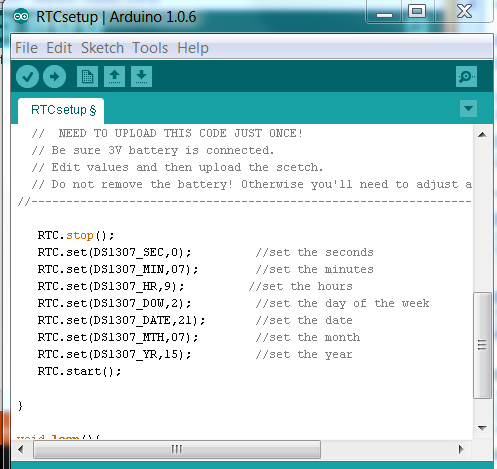 RTCsetup | Arduino 1.0.6
File Edit Sketch Tools Help
RTCsetup §
// NEED TO UPLOAD THIS CODE JUST ONCE!
// Be sure 3V battery is connected.
// Edit values and then upload the scetch.
// Do not remove the battery! Otherwise you'll need to adjust a
//---------------------------------------------------------------
RTC.stop();
RTC.set(DS1307_SEC,0); //set the seconds
RTC.set(DS1307_MIN,07); //set the minutes
RTC.set(DS1307_HR,9); //set the hours
RTC.set(DS1307_DOW,2); //set the day of the week
RTC.set(DS1307_DATE,21); //set the date
RTC.set(DS1307_MTH,07); //set the month
RTC.set(DS1307_YR,15); //set the year
RTC.start();
}
void loop(){